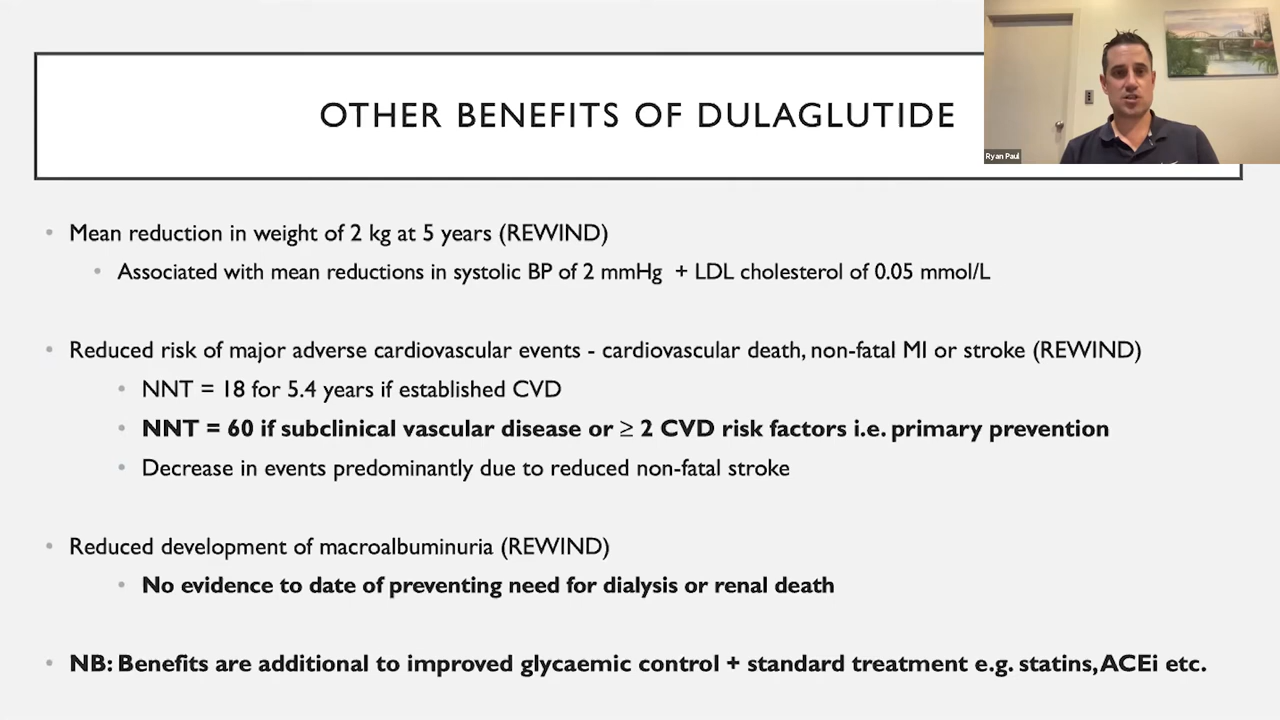 OTHER BENEFITS OF DULAGLUTIDE
Ryan Paul
• Mean reduction in weight of 2 kg at 5 years (REWIND)
• Associated with mean reductions in systolic BP of 2 mmHg + LDL cholesterol of 0.05 mmol/L
• Reduced risk of major adverse cardiovascular events - cardiovascular death, non-fatal MI or stroke (REWIND)
• NNT = 18 for 5.4 years if established CVD
• NNT = 60 if subclinical vascular disease or ≥ 2 CVD risk factors i.e. primary prevention
• Decrease in events predominantly due to reduced non-fatal stroke
• Reduced development of macroalbuminuria (REWIND)
• No evidence to date of preventing need for dialysis or renal death
• NB: Benefits are additional to improved glycaemic control + standard treatment e.g. statins, ACEi etc.